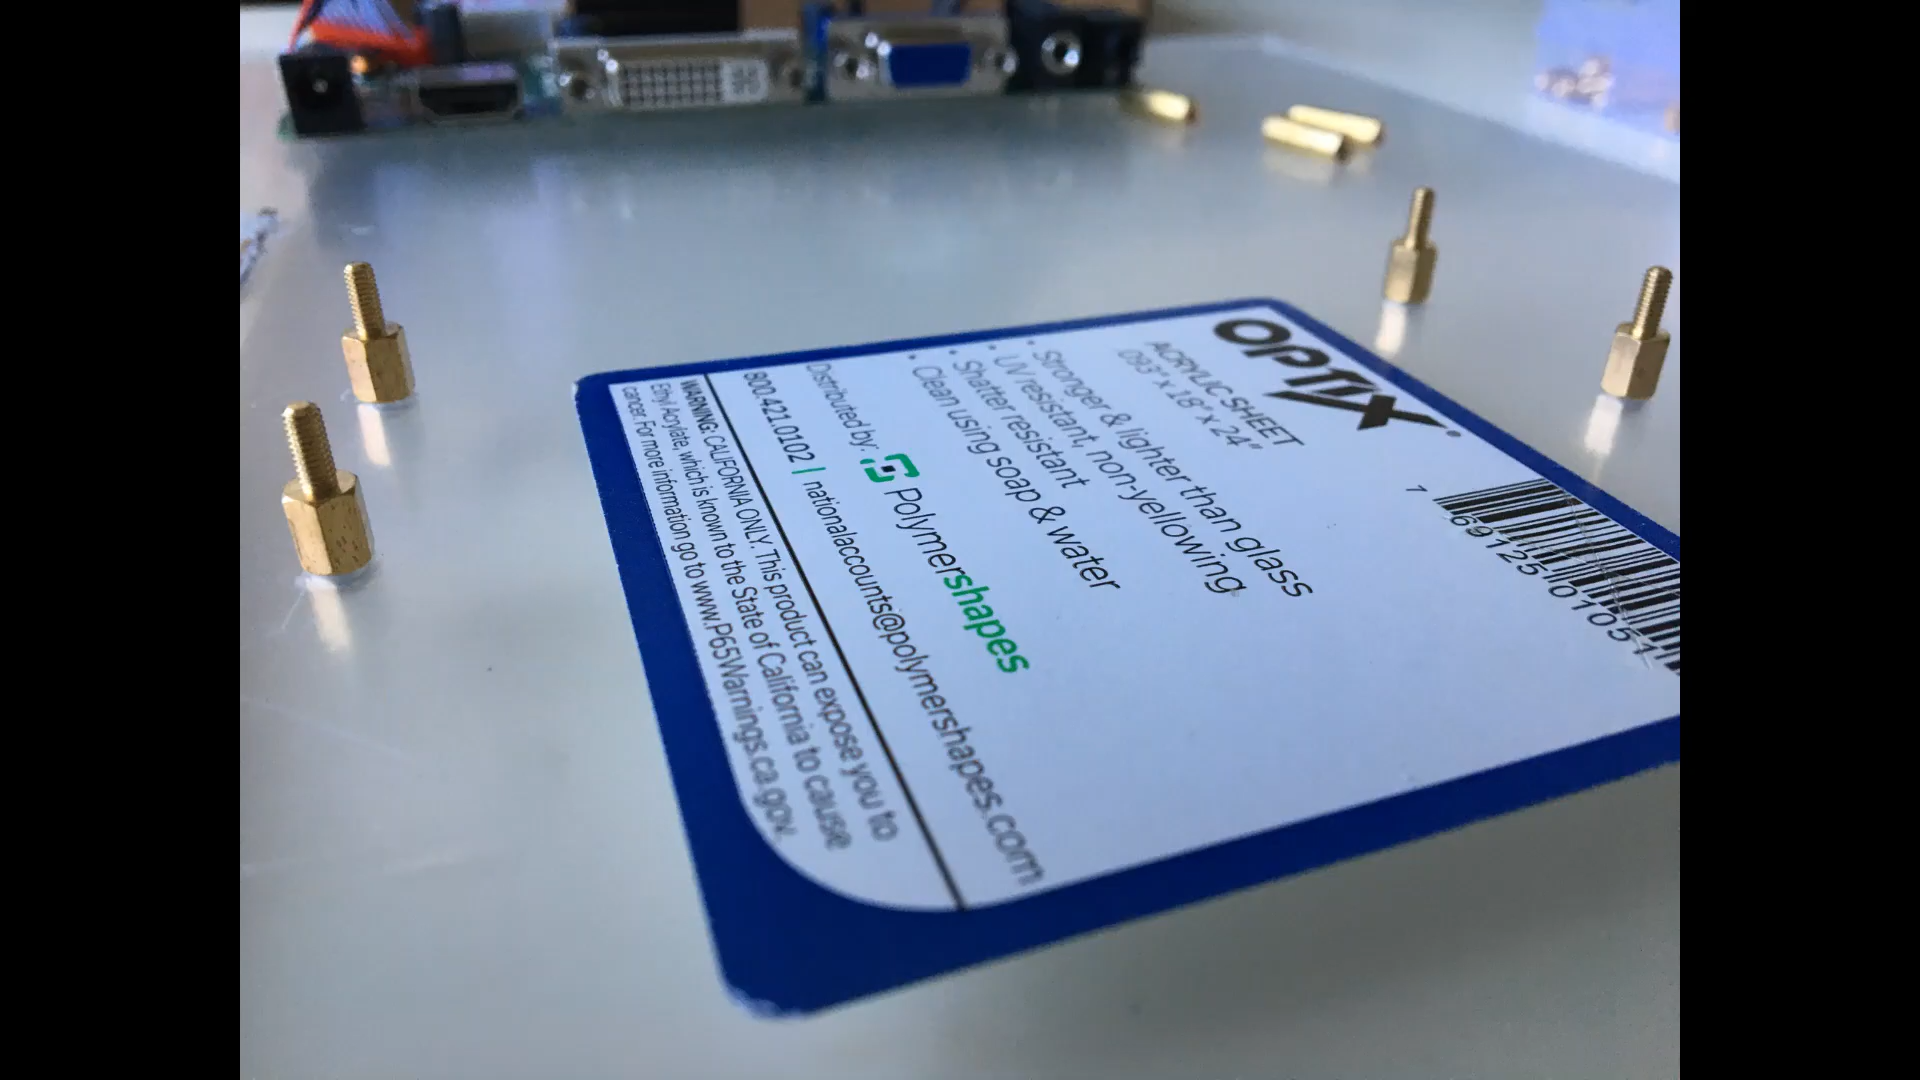 OPTIX®
ACRYLIC SHEET
.093" x 18" x 24"
• Stronger & lighter than glass
• UV resistant, non-yellowing
• Shatter resistant
• Clean using soap & water
Distributed by: Polymershapes
800.421.0102 | nationalaccounts@polymershapes.com
WARNING: CALIFORNIA ONLY. This product can expose you to
Ethyl Acrylate, which is known to the State of California to cause
cancer. For more information go to www.P65Warnings.ca.gov.
7 69125 01051